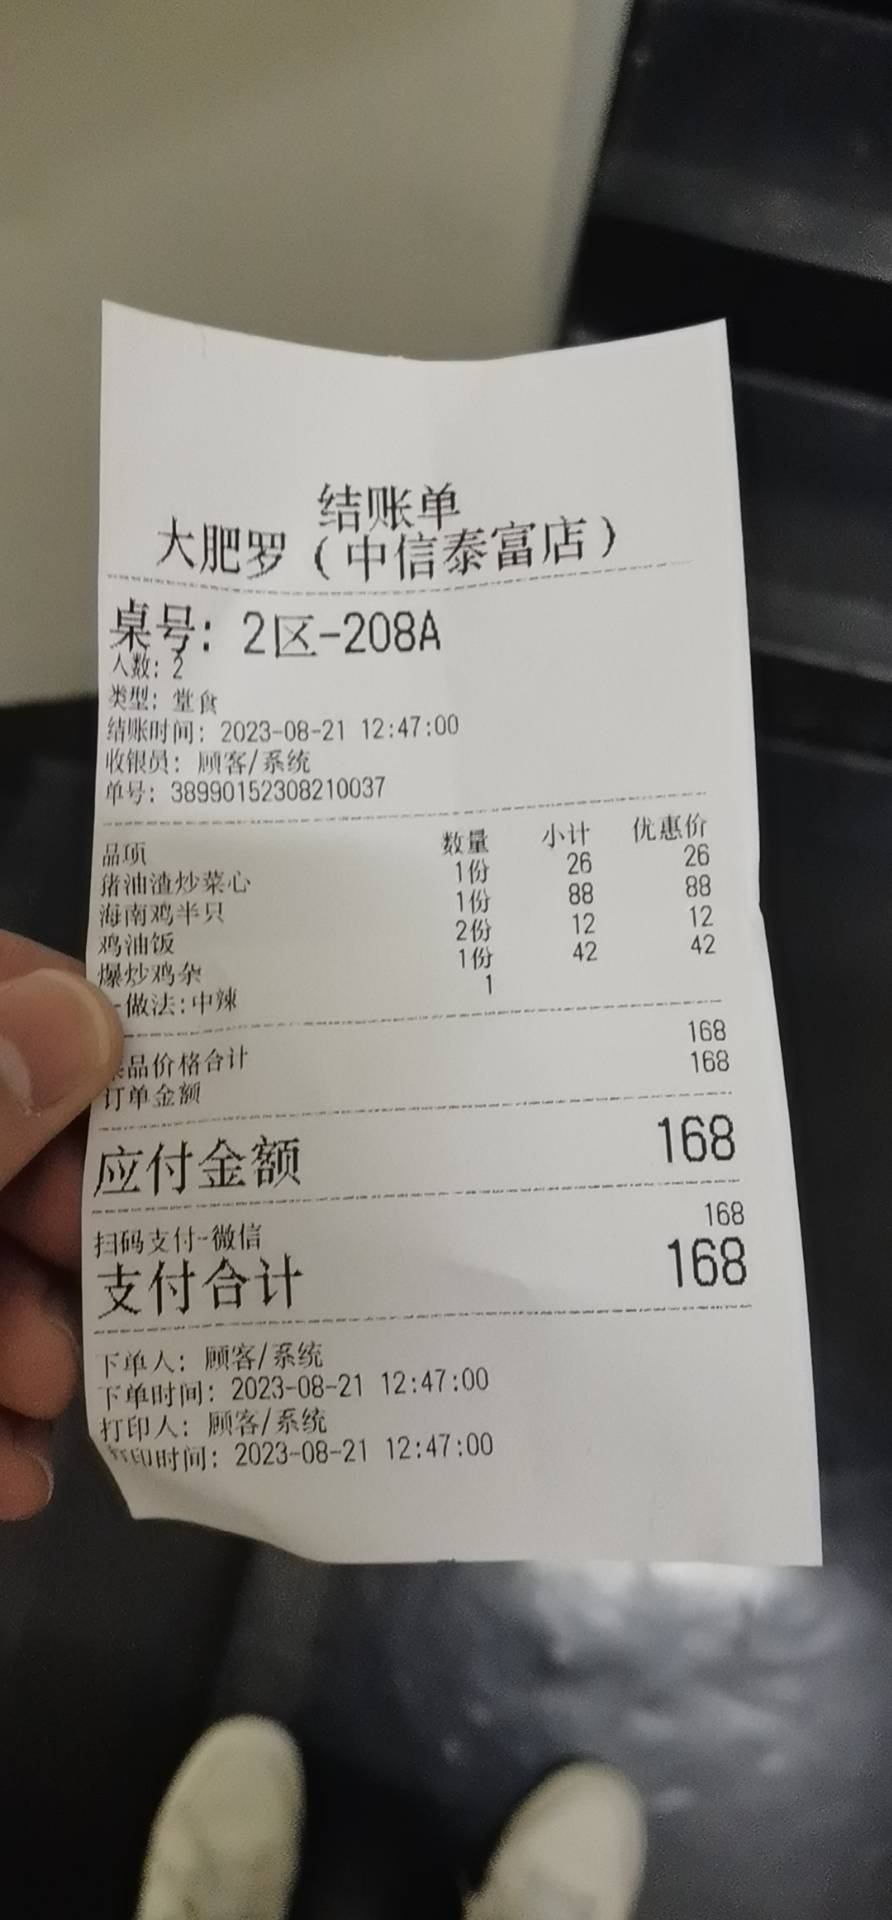 结账单
大肥罗（中信泰富店）
桌号：2区-208A
人数：2
类型：堂食
结账时间：2023-08-21 12:47:00
收银员：顾客/系统
单号：38990152308210037
品项 数量 小计 优惠价
猪油渣炒菜心 1份 26 26
海南鸡半只 1份 88 88
鸡油饭 2份 12 12
爆炒鸡杂 1份 42 42
-做法:中辣 1
品价格合计 168
订单金额 168
应付金额 168
扫码支付-微信 168
支付合计 168
下单人：顾客/系统
下单时间：2023-08-21 12:47:00
打印人：顾客/系统
打印时间：2023-08-21 12:47:00